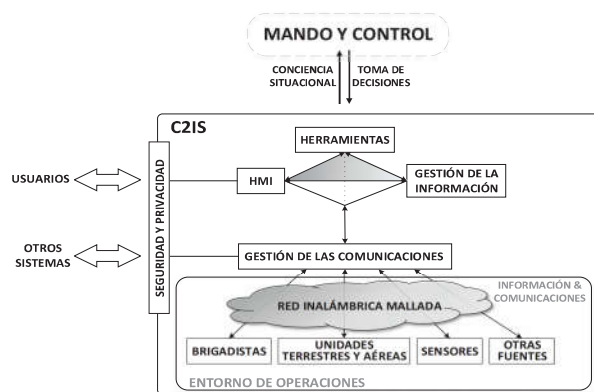 MANDO Y CONTROL
CONCIENCIA
SITUACIONAL
TOMA DE
DECISIONES
C2IS
HERRAMIENTAS
USUARIOS
SEGURIDAD Y PRIVACIDAD
HMI
GESTIÓN DE LA
INFORMACIÓN
OTROS
SISTEMAS
GESTIÓN DE LAS COMUNICACIONES
INFORMACIÓN &
COMUNICACIONES
RED INALÁMBRICA MALLADA
BRIGADISTAS
UNIDADES
TERRESTRES Y AÉREAS
SENSORES
OTRAS
FUENTES
ENTORNO DE OPERACIONES